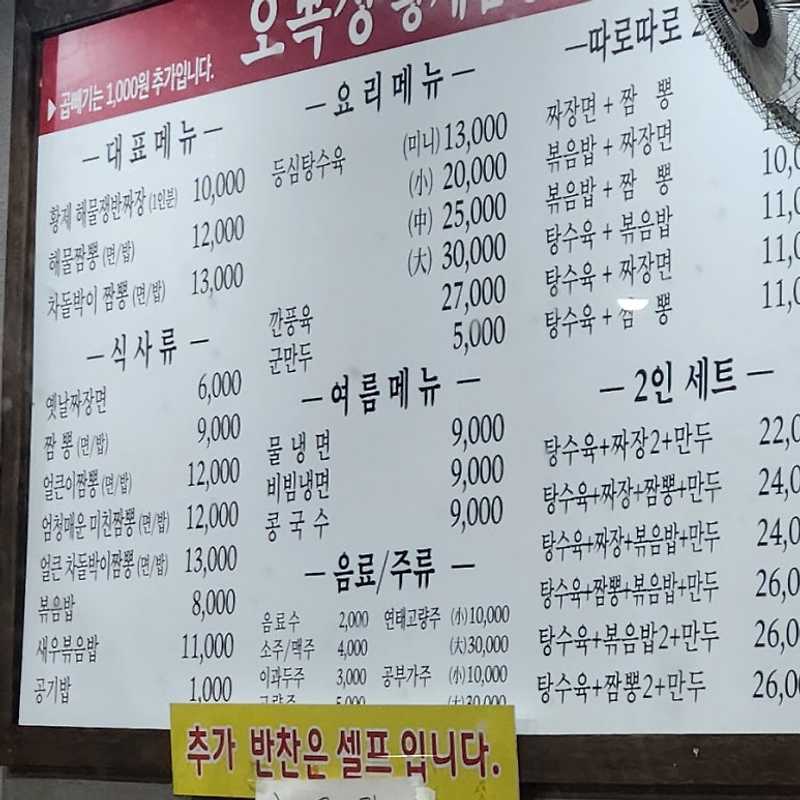 ▶곱빼기는 1,000원 추가입니다.
- 대 표 메 뉴 -
황제 해물쟁반짜장 (1인분) 10,000
해물짬뽕 (면/밥) 12,000
차돌박이 짬뽕 (면/밥) 13,000
- 식 사 류 -
옛날짜장면 6,000
짬 뽕 (면/밥) 9,000
얼큰이짬뽕 (면/밥) 12,000
엄청매운 미친짬뽕 (면/밥) 12,000
얼큰 차돌박이짬뽕 (면/밥) 13,000
볶음밥 8,000
새우볶음밥 11,000
공기밥 1,000
- 요 리 메 뉴 -
등심탕수육 (미니) 13,000
(小) 20,000
(中) 25,000
(大) 30,000
깐풍육 27,000
군만두 5,000
- 여 름 메 뉴 -
물 냉 면 9,000
비빔냉면 9,000
콩 국 수 9,000
- 음료/주류 -
음료수 2,000 연태고량주 (小)10,000
소주/맥주 4,000 (大)30,000
이과두주 3,000 공부가주 (小)10,000
- 따로따로
짜장면 + 짬 뽕
볶음밥 + 짜장면
볶음밥 + 짬 뽕
탕수육 + 볶음밥
탕수육 + 짜장면
탕수육 + 짬 뽕
- 2인 세트 -
탕수육+짜장2+만두
탕수육+짜장+짬뽕+만두
탕수육+짜장+볶음밥+만두
탕수육+짬뽕+볶음밥+만두
탕수육+볶음밥2+만두
탕수육+짬뽕2+만두
추가 반찬은 셀프 입니다.